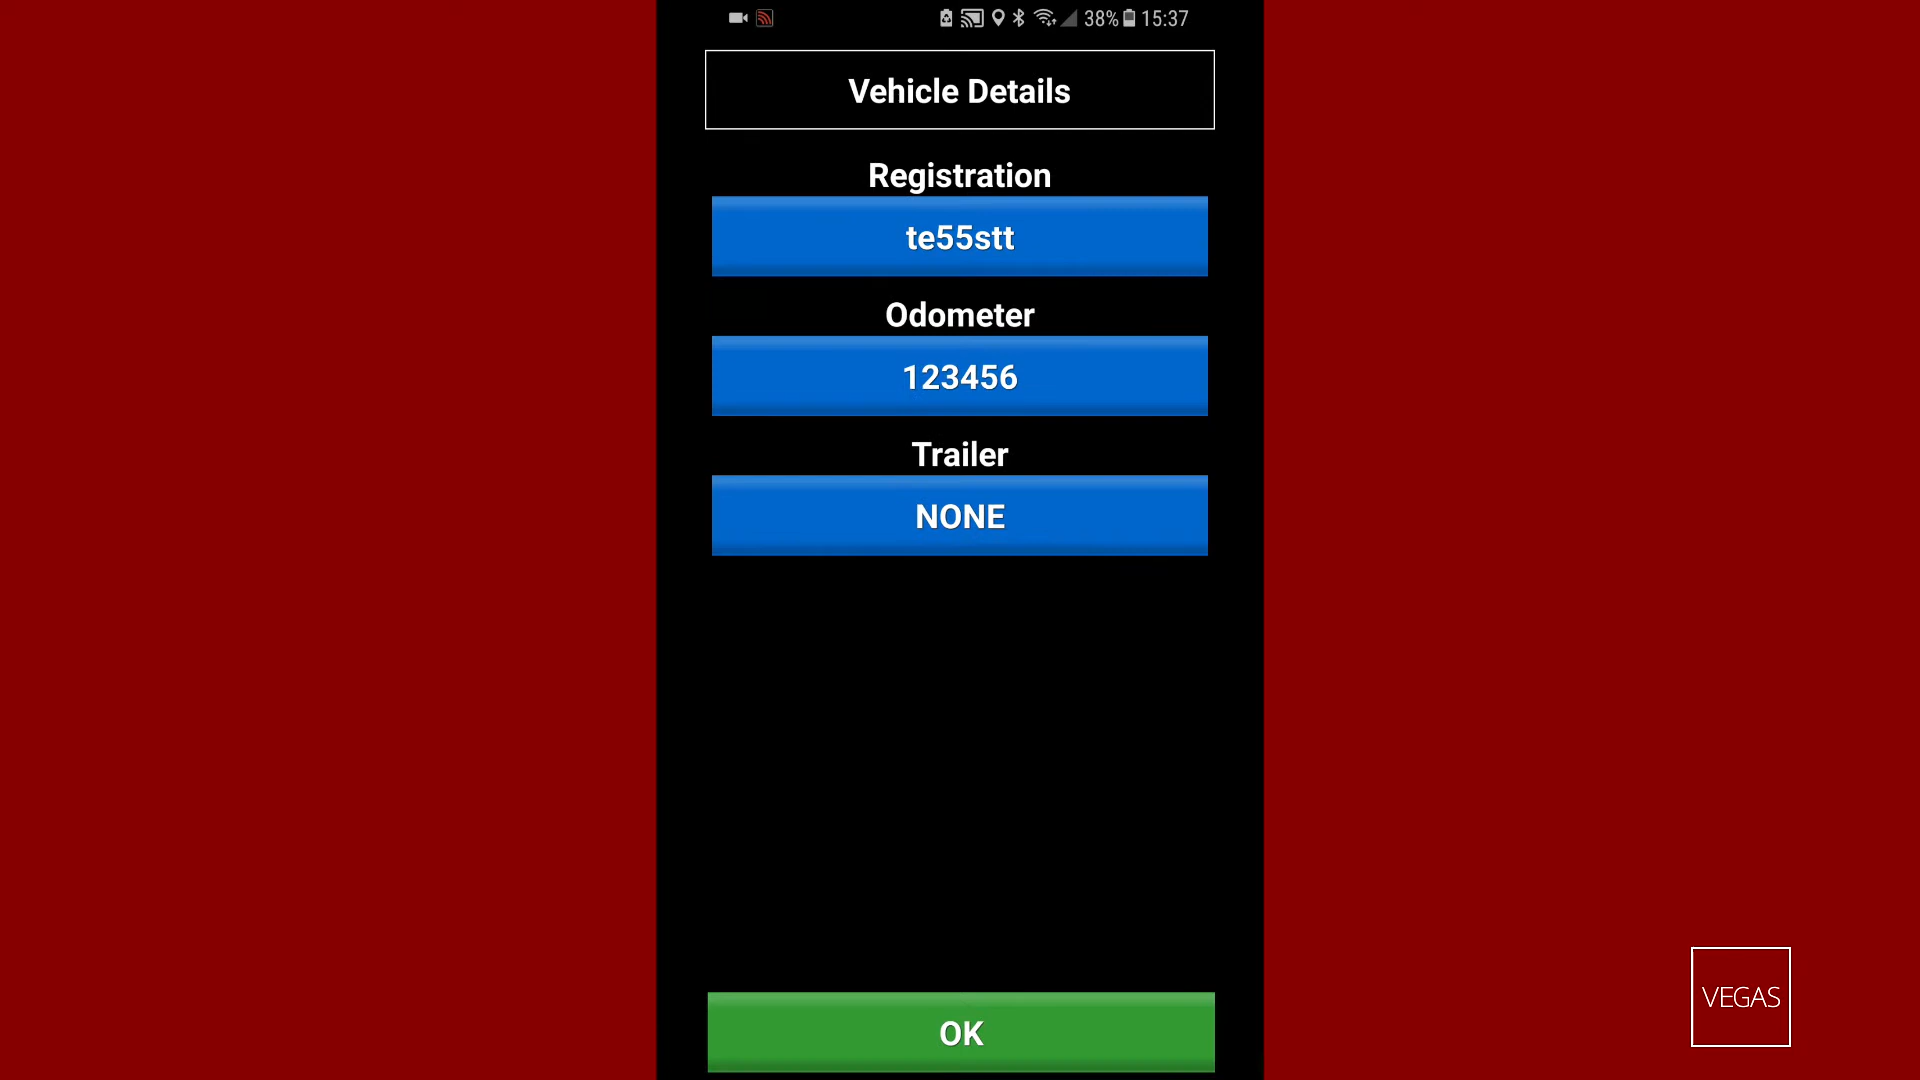 38% 15:37
Vehicle Details
Registration
te55stt
Odometer
123456
Trailer
NONE
OK
VEGAS